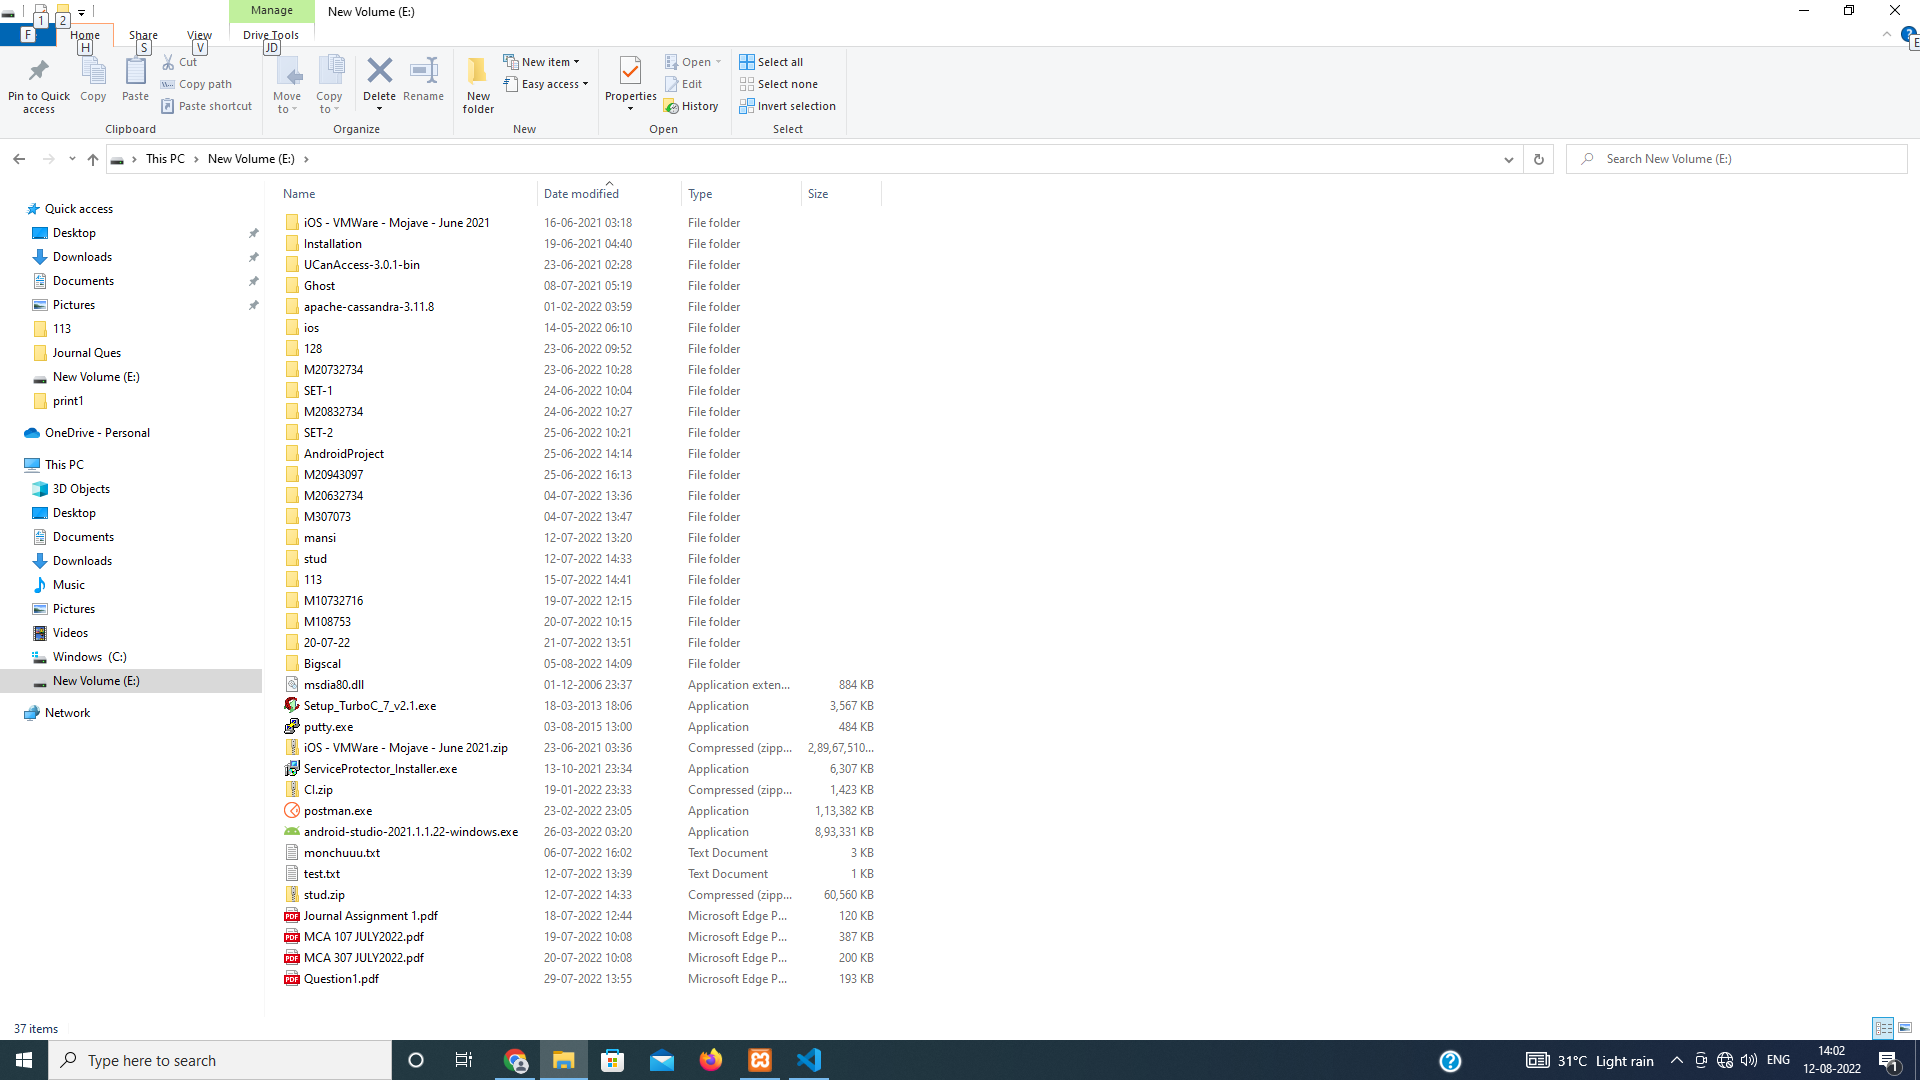 1 2 Manage New Volume (E:)
F Home Share View Drive Tools
H S V JD E
Pin to Quick access
Copy
Paste
Cut
Copy path
Paste shortcut
Clipboard
Move to
Copy to
Delete
Rename
Organize
New folder
New item
Easy access
New
Properties
Open
Edit
History
Open
Select all
Select none
Invert selection
Select
This PC New Volume (E:)
Search New Volume (E:)
Quick access
Desktop
Downloads
Documents
Pictures
113
Journal Ques
New Volume (E:)
print1
OneDrive - Personal
This PC
3D Objects
Desktop
Documents
Downloads
Music
Pictures
Videos
Windows (C:)
New Volume (E:)
Network
Name Date modified Type Size
iOS - VMWare - Mojave - June 2021 16-06-2021 03:18 File folder
Installation 19-06-2021 04:40 File folder
UCanAccess-3.0.1-bin 23-06-2021 02:28 File folder
Ghost 08-07-2021 05:19 File folder
apache-cassandra-3.11.8 01-02-2022 03:59 File folder
ios 14-05-2022 06:10 File folder
128 23-06-2022 09:52 File folder
M20732734 23-06-2022 10:28 File folder
SET-1 24-06-2022 10:04 File folder
M20832734 24-06-2022 10:27 File folder
SET-2 25-06-2022 10:21 File folder
AndroidProject 25-06-2022 14:14 File folder
M20943097 25-06-2022 16:13 File folder
M20632734 04-07-2022 13:36 File folder
M307073 04-07-2022 13:47 File folder
mansi 12-07-2022 13:20 File folder
stud 12-07-2022 14:33 File folder
113 15-07-2022 14:41 File folder
M10732716 19-07-2022 12:15 File folder
M108753 20-07-2022 10:15 File folder
20-07-22 21-07-2022 13:51 File folder
Bigscal 05-08-2022 14:09 File folder
msdia80.dll 01-12-2006 23:37 Application exten... 884 KB
Setup_TurboC_7_v2.1.exe 18-03-2013 18:06 Application 3,567 KB
putty.exe 03-08-2015 13:00 Application 484 KB
iOS - VMWare - Mojave - June 2021.zip 23-06-2021 03:36 Compressed (zipp... 2,89,67,510...
ServiceProtector_Installer.exe 13-10-2021 23:34 Application 6,307 KB
CI.zip 19-01-2022 23:33 Compressed (zipp... 1,423 KB
postman.exe 23-02-2022 23:05 Application 1,13,382 KB
android-studio-2021.1.1.22-windows.exe 26-03-2022 03:20 Application 8,93,331 KB
monchuuu.txt 06-07-2022 16:02 Text Document 3 KB
test.txt 12-07-2022 13:39 Text Document 1 KB
stud.zip 12-07-2022 14:33 Compressed (zipp... 60,560 KB
Journal Assignment 1.pdf 18-07-2022 12:44 Microsoft Edge P... 120 KB
MCA 107 JULY2022.pdf 19-07-2022 10:08 Microsoft Edge P... 387 KB
MCA 307 JULY2022.pdf 20-07-2022 10:08 Microsoft Edge P... 200 KB
Question1.pdf 29-07-2022 13:55 Microsoft Edge P... 193 KB
37 items
Type here to search
31°C Light rain
ENG
14:02
12-08-2022
1